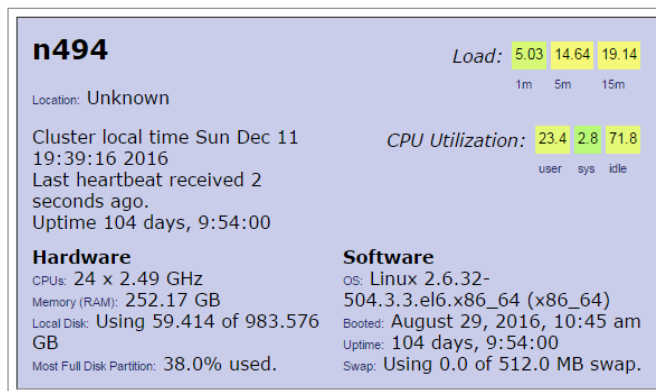 n494
Load: 5.03 14.64 19.14
1m 5m 15m
Location: Unknown
Cluster local time Sun Dec 11
19:39:16 2016
Last heartbeat received 2
seconds ago.
Uptime 104 days, 9:54:00
CPU Utilization: 23.4 2.8 71.8
user sys idle
Hardware
CPUs: 24 x 2.49 GHz
Memory (RAM): 252.17 GB
Local Disk: Using 59.414 of 983.576
GB
Most Full Disk Partition: 38.0% used.
Software
OS: Linux 2.6.32-
504.3.3.el6.x86_64 (x86_64)
Booted: August 29, 2016, 10:45 am
Uptime: 104 days, 9:54:00
Swap: Using 0.0 of 512.0 MB swap.